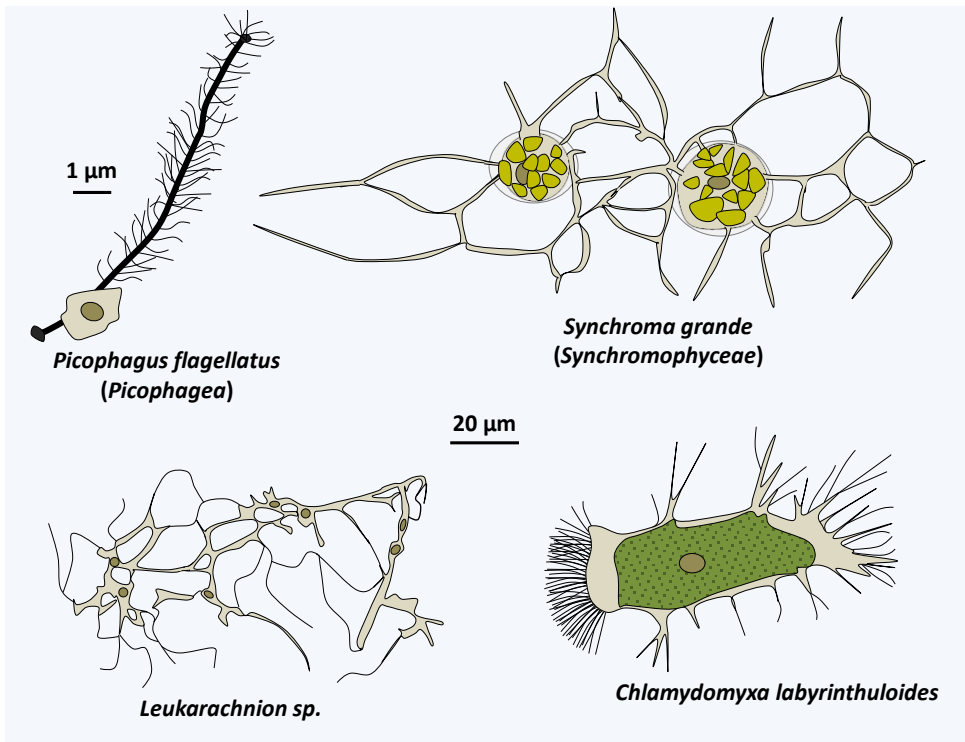 1 µm
Picophagus flagellatus
(Picophagea)
Synchroma grande
(Synchromophyceae)
20 µm
Leukarachnion sp.
Chlamydomyxa labyrinthuloides